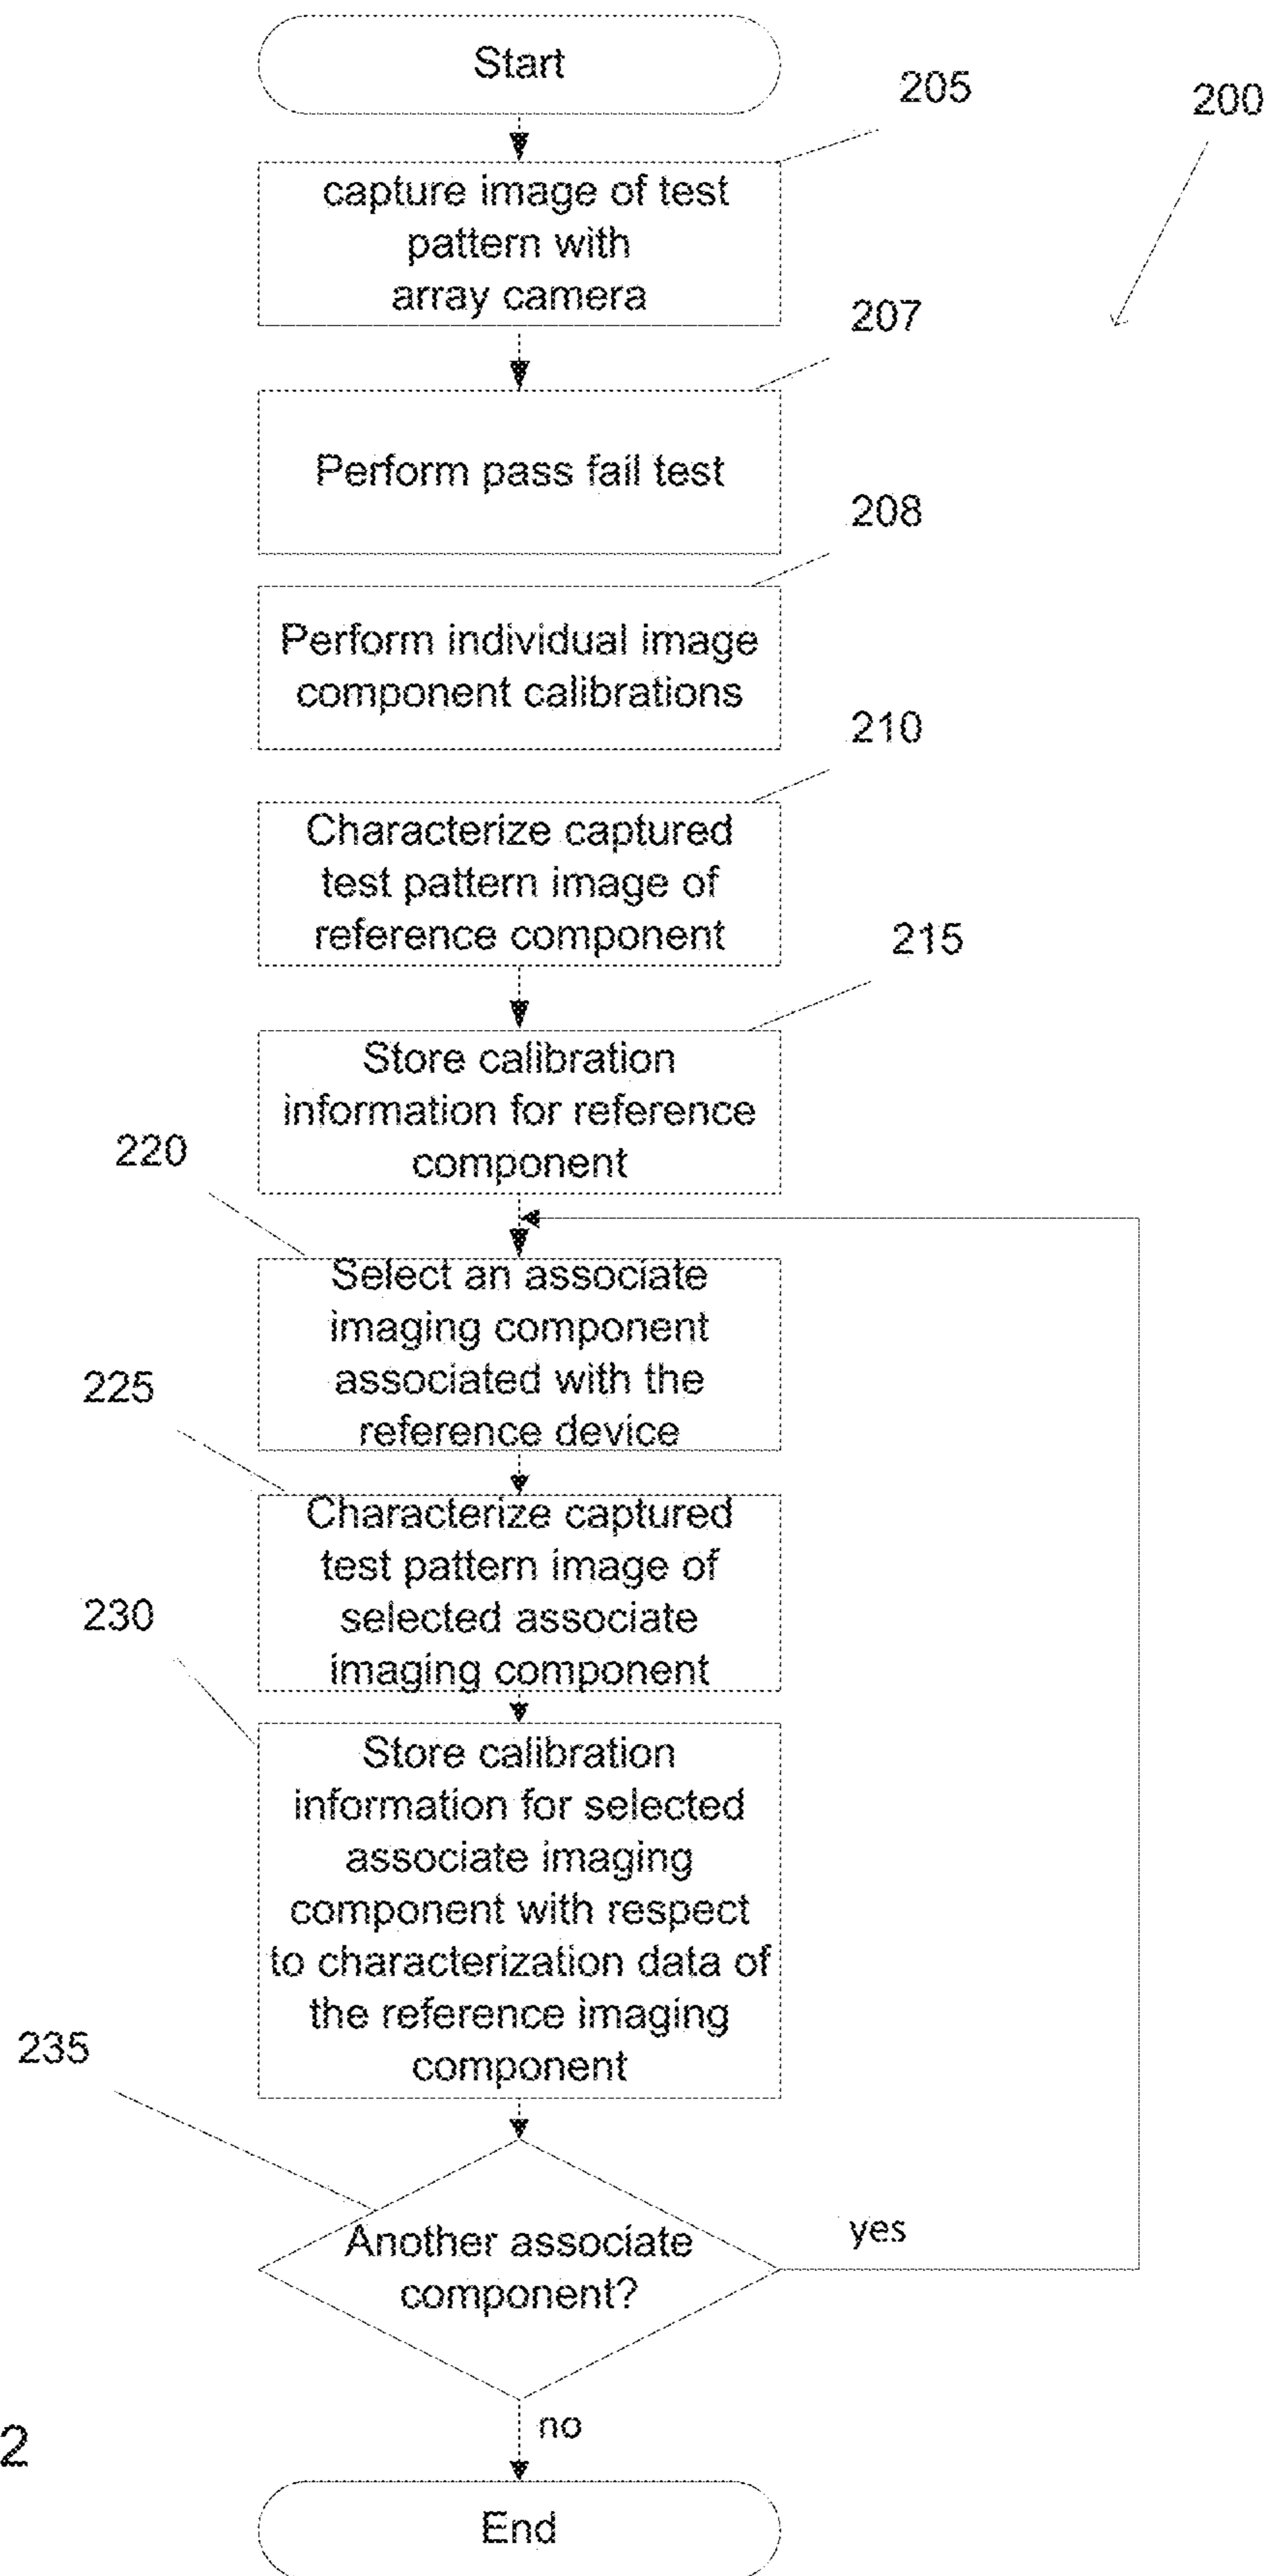 Start
205
200
capture image of test
pattern with
array camera
207
Perform pass fail test
208
Perform individual image
component calibrations
210
Characterize captured
test pattern image of
reference component
215
Store calibration
information for reference
component
220
Select an associate
imaging component
associated with the
reference device
225
Characterize captured
test pattern image of
selected associate
imaging component
230
Store calibration
information for selected
associate imaging
component with respect
to characterization data of
the reference imaging
component
235
Another associate
component?
yes
no
2
End